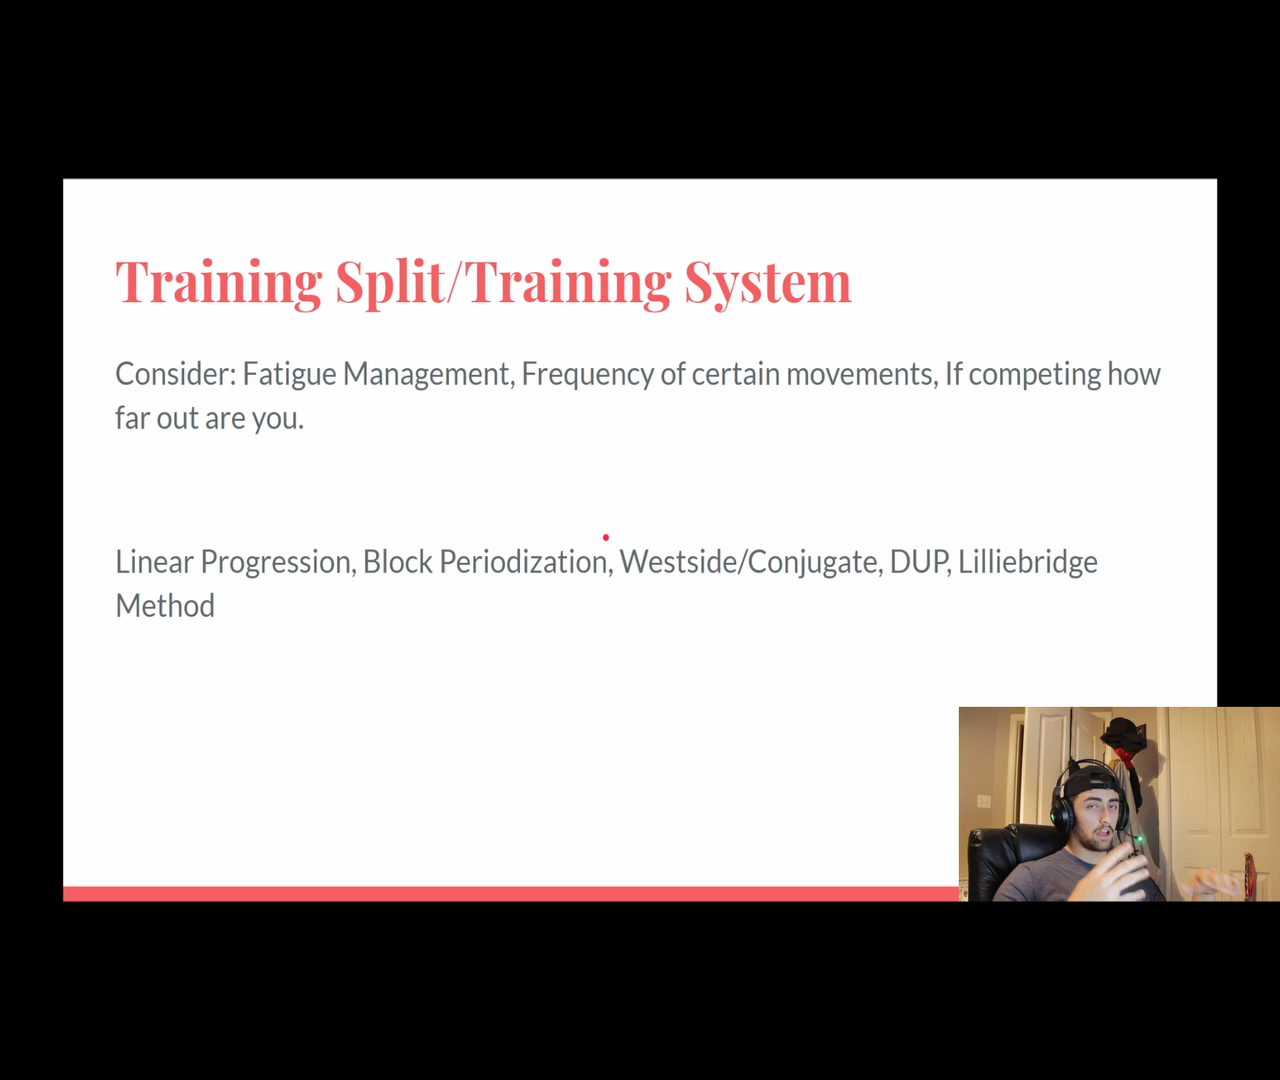 Training Split/Training System
Consider: Fatigue Management, Frequency of certain movements, If competing how
far out are you.
Linear Progression, Block Periodization, Westside/Conjugate, DUP, Lilliebridge
Method